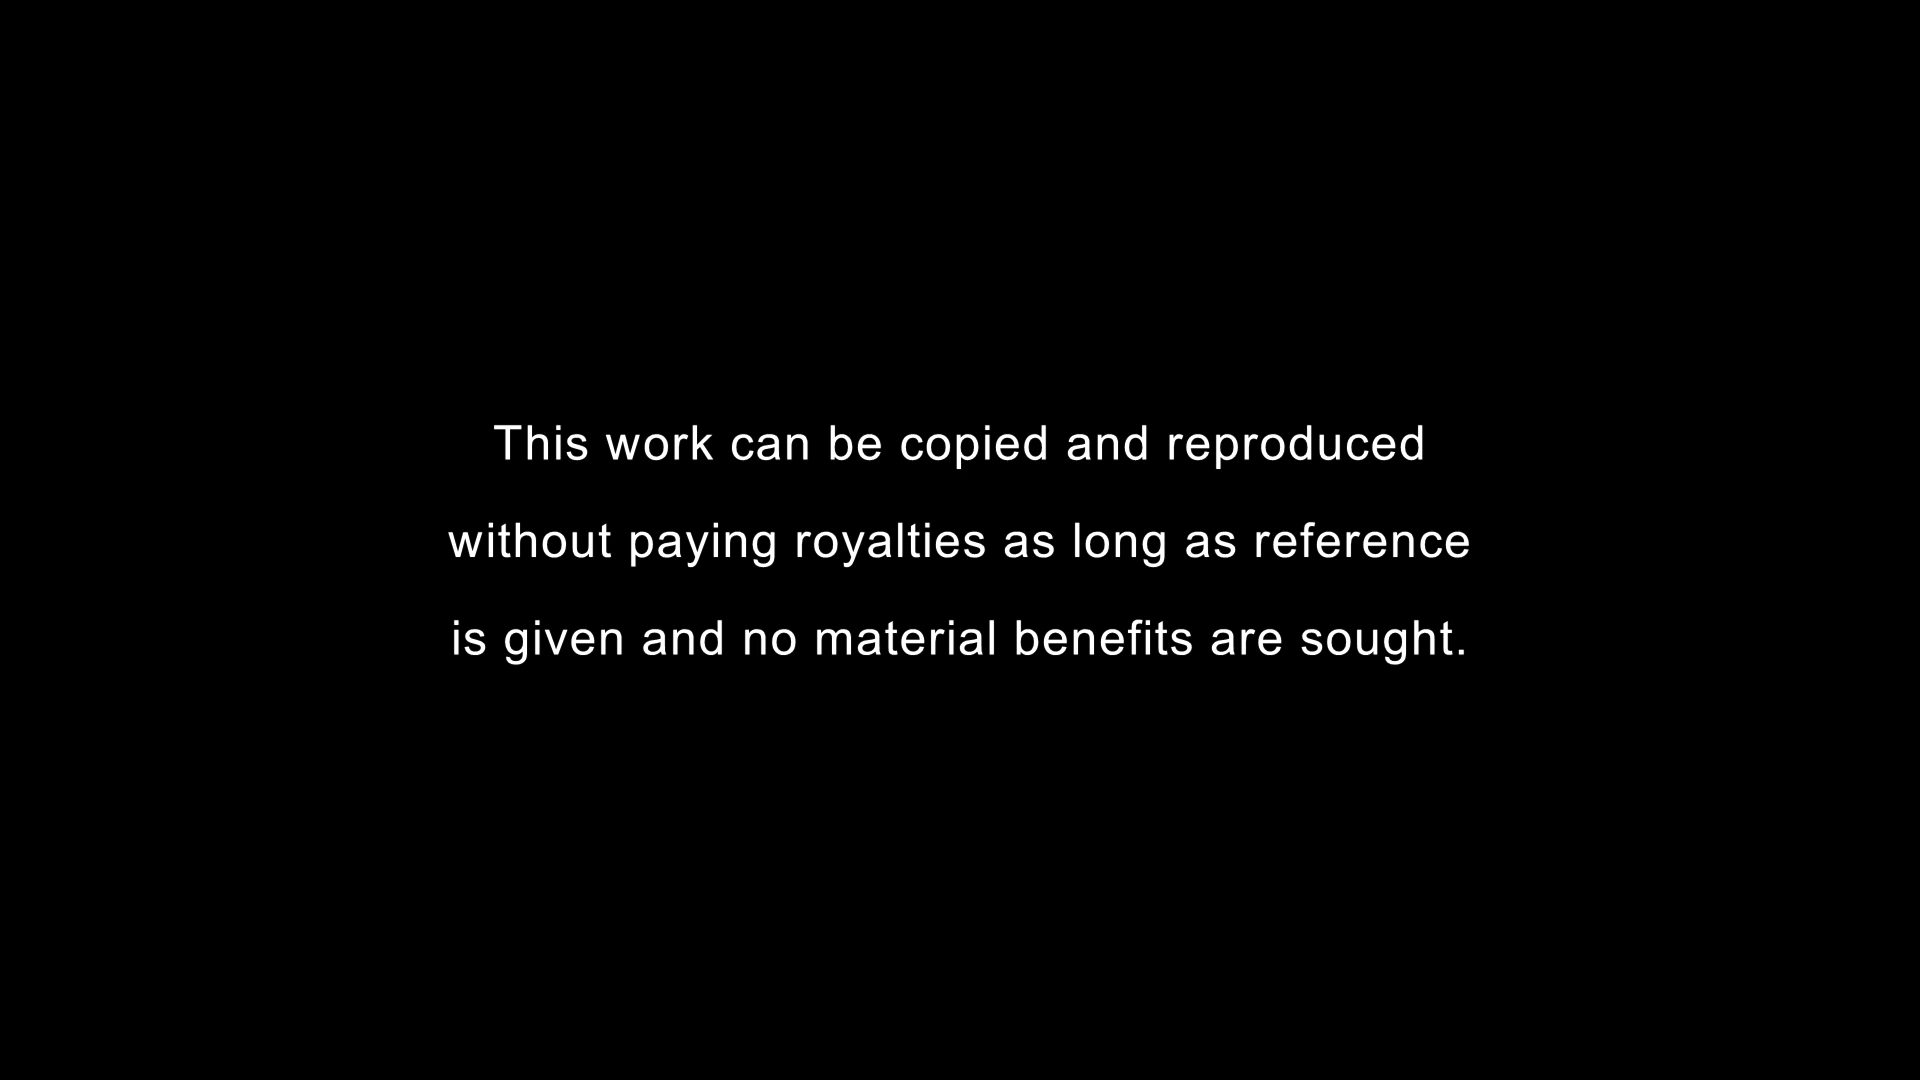 This work can be copied and reproduced
without paying royalties as long as reference
is given and no material benefits are sought.